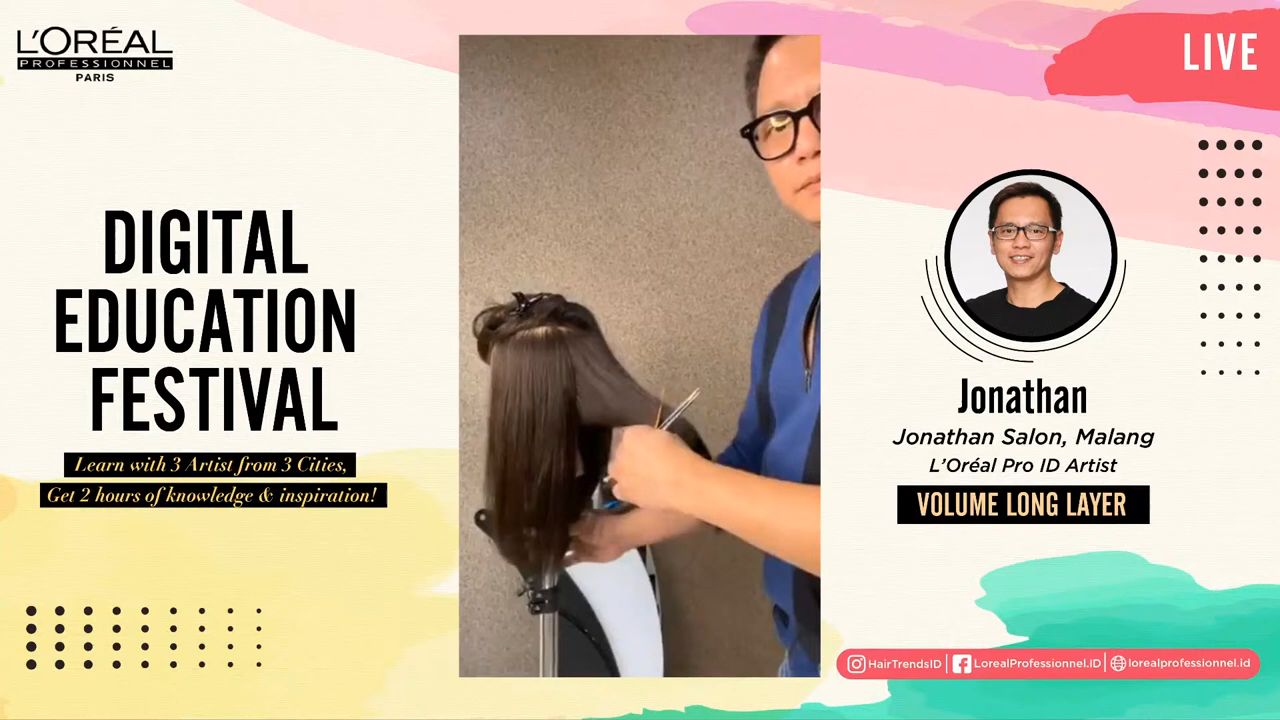 L'ORÉAL
PROFESSIONNEL
PARIS
DIGITAL
EDUCATION
FESTIVAL
Learn with 3 Artist from 3 Cities,
Get 2 hours of knowledge & inspiration!
LIVE
Jonathan
Jonathan Salon, Malang
L'Oréal Pro ID Artist
VOLUME LONG LAYER
HairTrendsID | LorealProfessionnel.ID | lorealprofessionnel.id